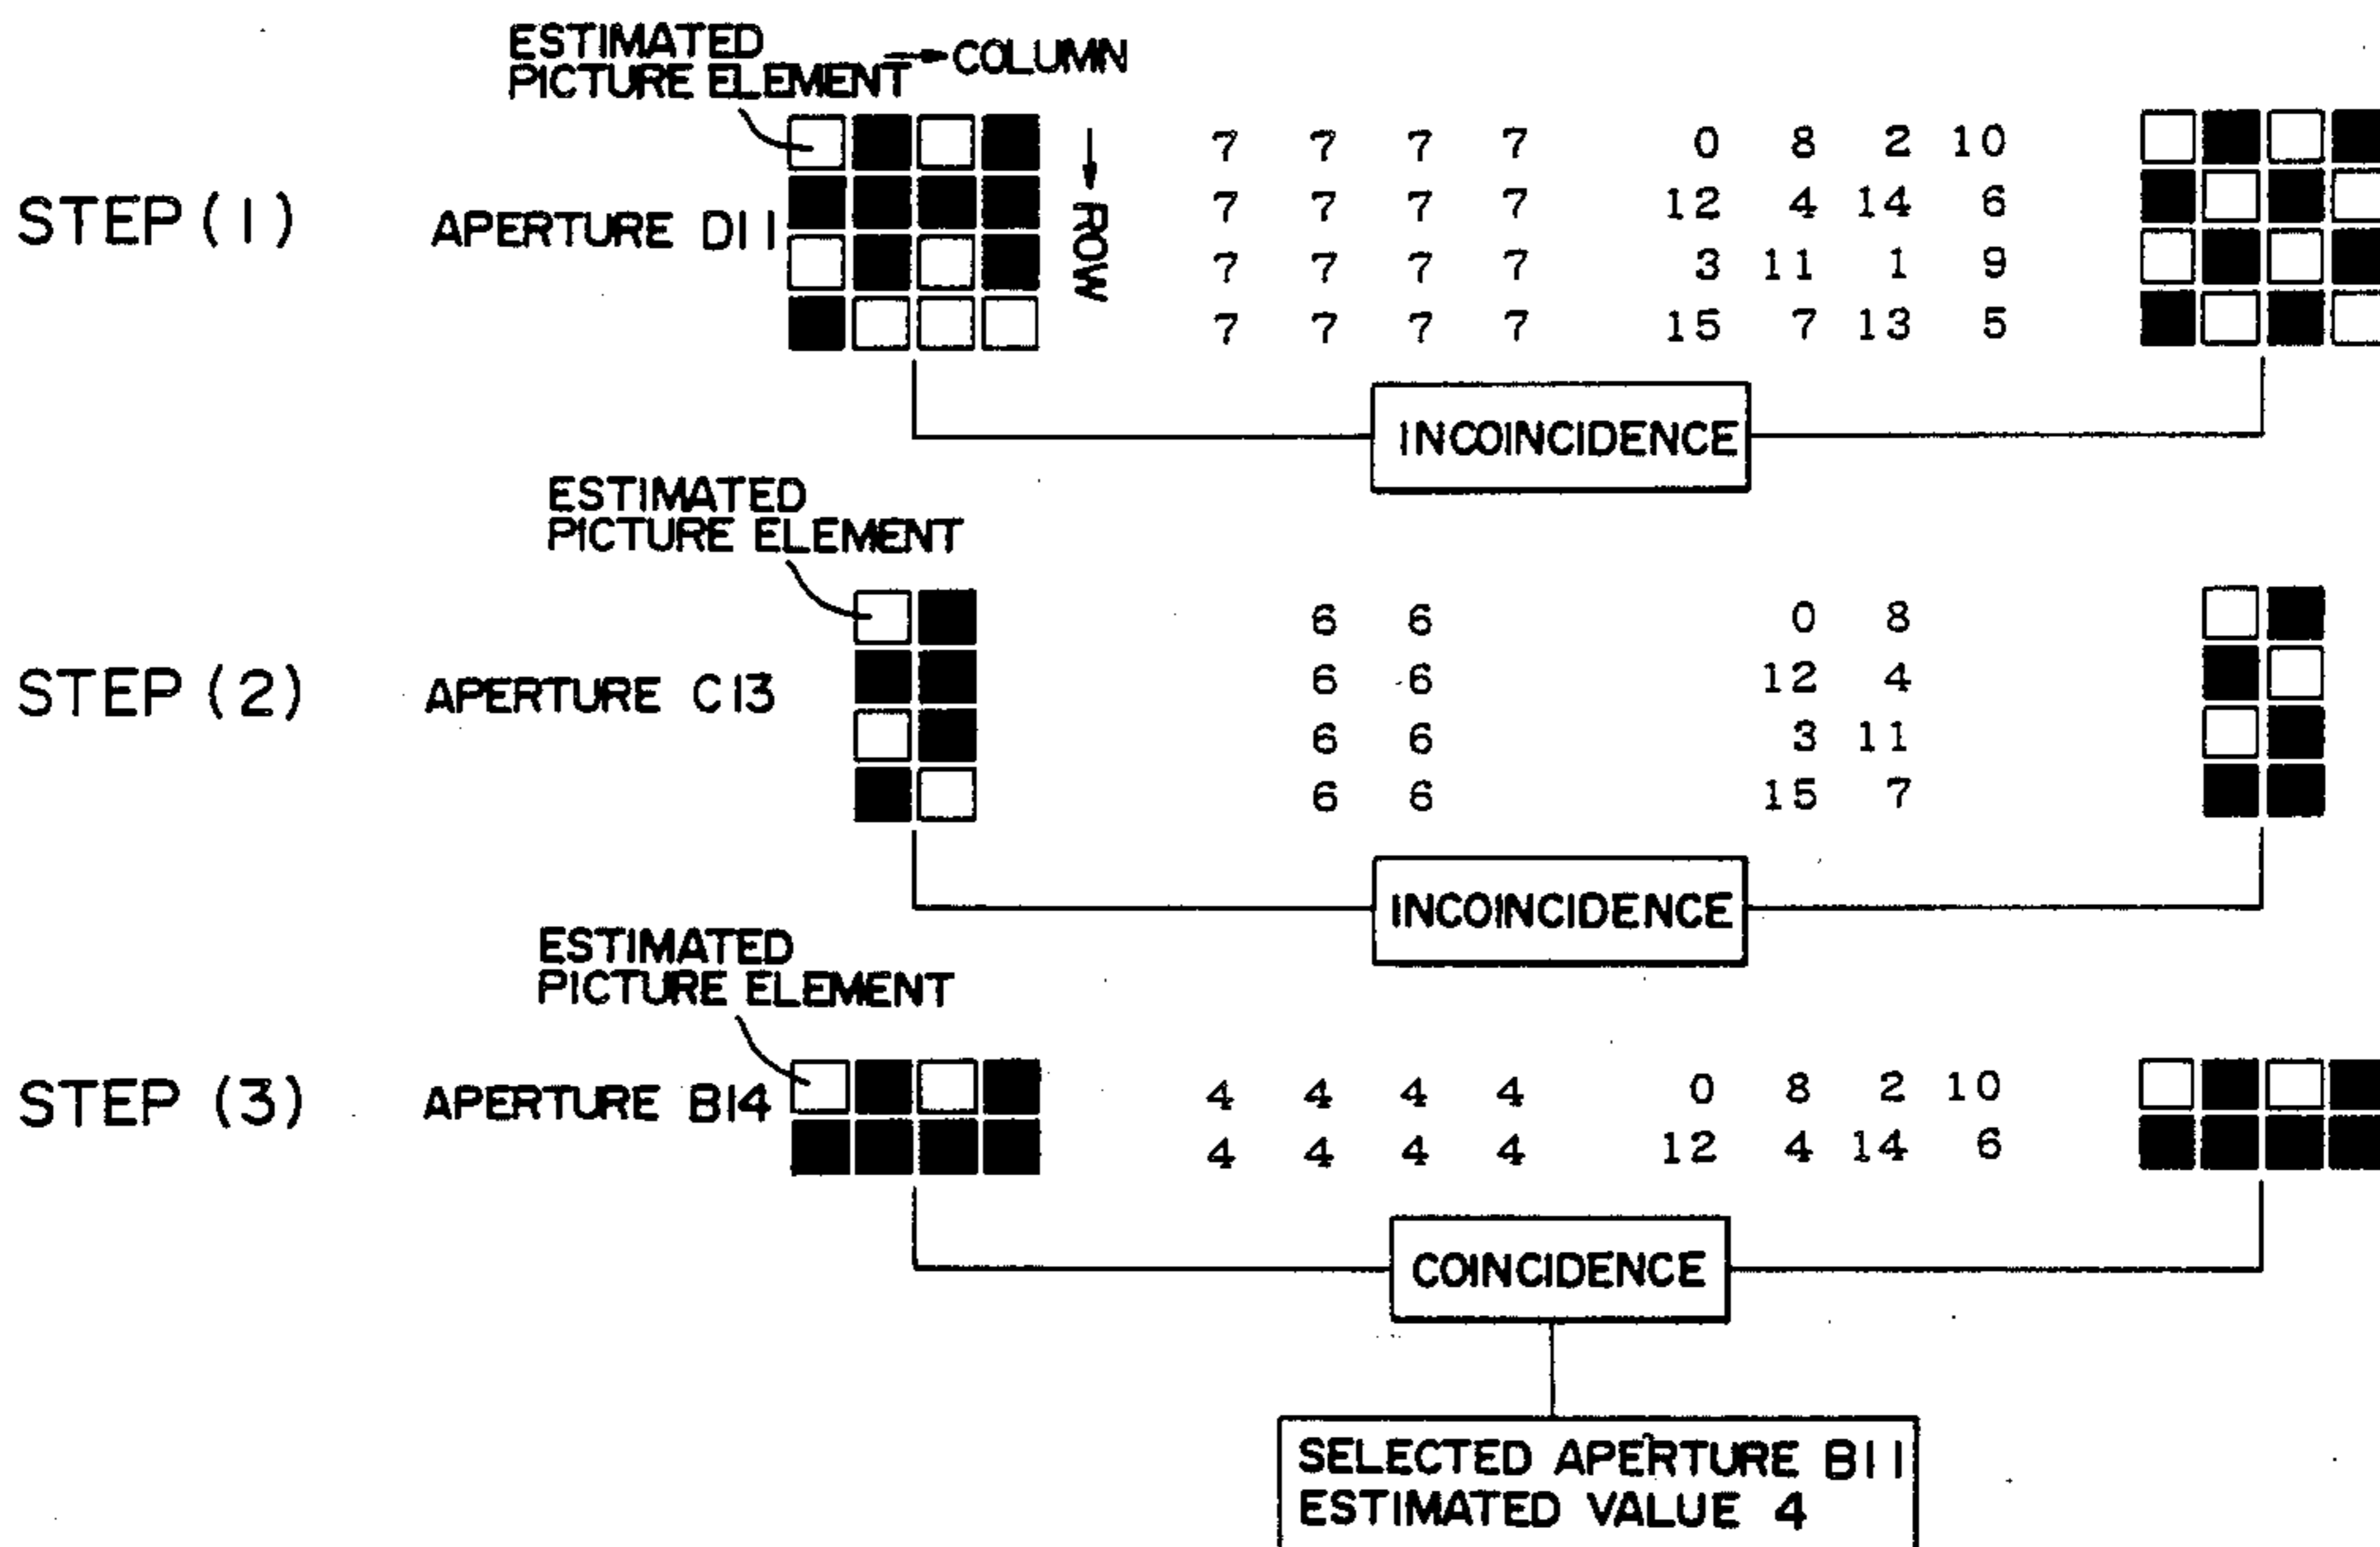 ESTIMATED
PICTURE ELEMENT
COLUMN
STEP (1)
APERTURE D11
ROW
7 7 7 7 0 8 2 10
7 7 7 7 12 4 14 6
7 7 7 7 3 11 1 9
7 7 7 7 15 7 13 5
INCOINCIDENCE
ESTIMATED
PICTURE ELEMENT
STEP (2)
APERTURE C13
6 6 0 8
6 6 12 4
6 6 3 11
6 6 15 7
INCOINCIDENCE
ESTIMATED
PICTURE ELEMENT
STEP (3)
APERTURE B14
4 4 4 4 0 8 2 10
4 4 4 4 12 4 14 6
COINCIDENCE
SELECTED APERTURE B11
ESTIMATED VALUE 4